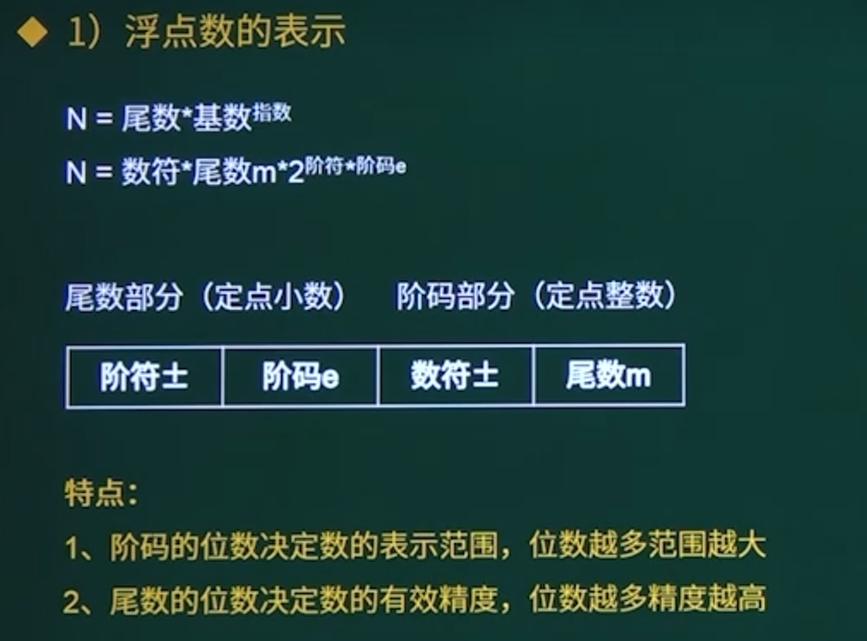 ◆ 1）浮点数的表示
N = 尾数*基数指数
N = 数符*尾数m*2阶符*阶码e
尾数部分（定点小数） 阶码部分（定点整数）
阶符± 阶码e 数符± 尾数m
特点：
1、阶码的位数决定数的表示范围，位数越多范围越大
2、尾数的位数决定数的有效精度，位数越多精度越高